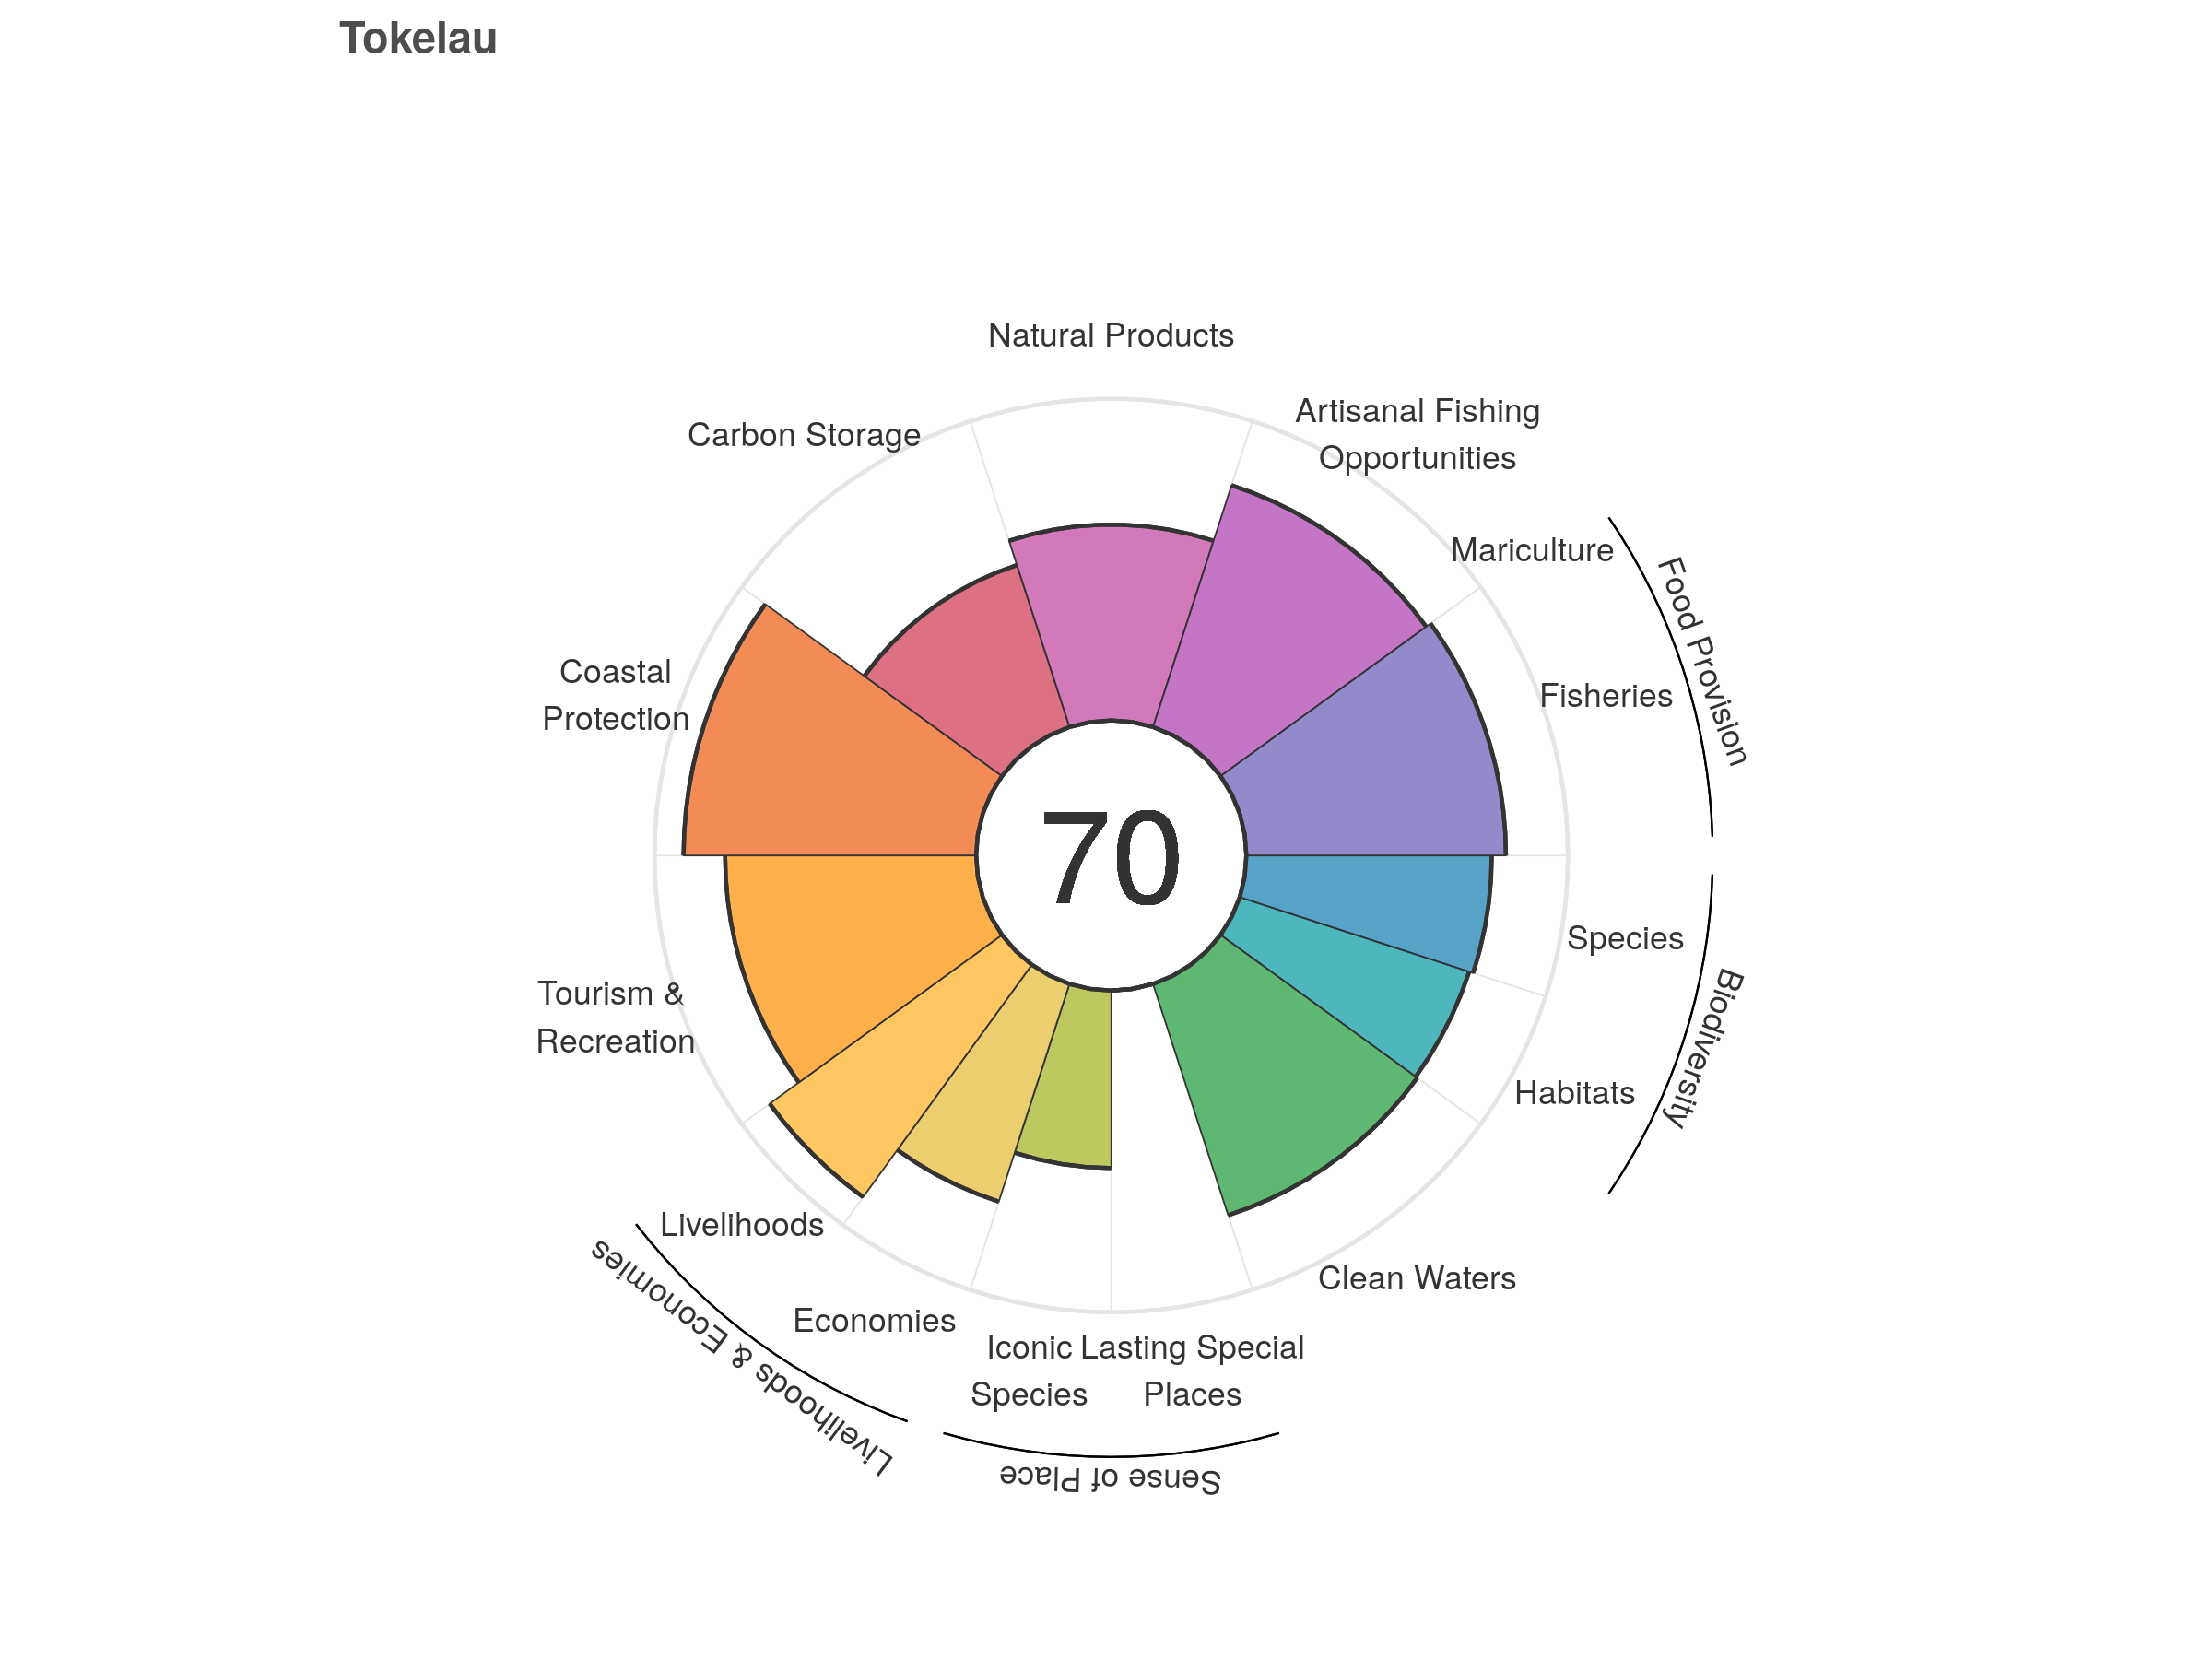 Tokelau
Natural Products
Artisanal Fishing
Opportunities
Carbon Storage
Mariculture
Food Provision
Fisheries
Coastal
Protection
70
Species
Biodiversity
Tourism &
Recreation
Habitats
Livelihoods
Livelihoods & Economies
Clean Waters
Economies
Iconic
Species
Lasting Special
Places
Sense of Place